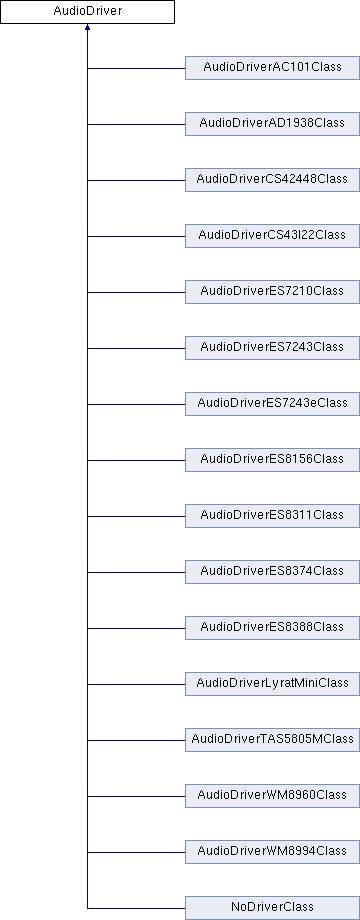 AudioDriver
AudioDriverAC101Class
AudioDriverAD1938Class
AudioDriverCS42448Class
AudioDriverCS43l22Class
AudioDriverES7210Class
AudioDriverES7243Class
AudioDriverES7243eClass
AudioDriverES8156Class
AudioDriverES8311Class
AudioDriverES8374Class
AudioDriverES8388Class
AudioDriverLyratMiniClass
AudioDriverTAS5805MClass
AudioDriverWM8960Class
AudioDriverWM8994Class
NoDriverClass